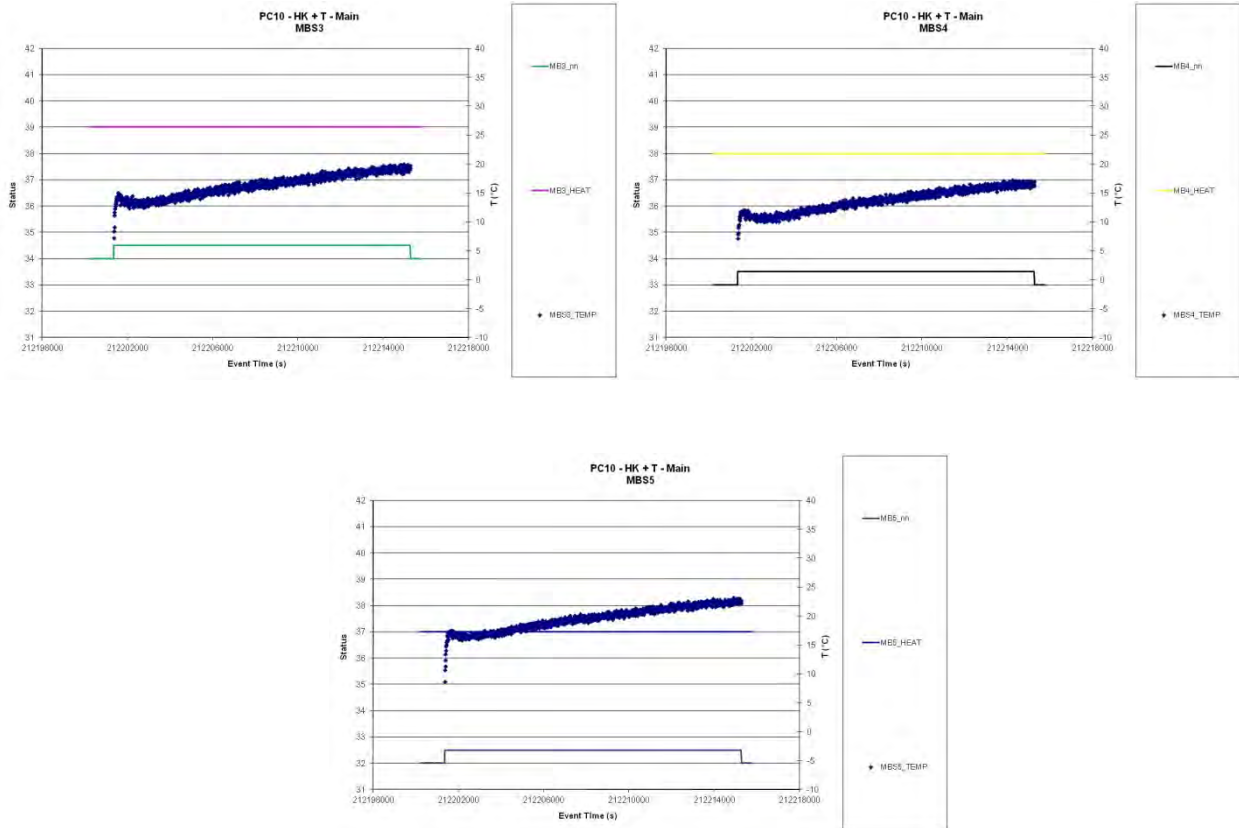 PC10 - HK + T - Main
MBS3
42
41
40
39
38
37
36
35
34
33
32
31
Status
40
35
30
25
20
15
10
5
0
-5
-10
T (°C)
212198000 212202000 212206000 212210000 212214000 212218000
Event Time (s)
MB3_nn
MB3_HEAT
MBS3_TEMP
PC10 - HK + T - Main
MBS4
42
41
40
39
38
37
36
35
34
33
32
31
Status
40
35
30
25
20
15
10
5
0
-5
-10
T (°C)
212198000 212202000 212206000 212210000 212214000 212218000
Event Time (s)
MB4_nn
MB4_HEAT
MBS4_TEMP
PC10 - HK + T - Main
MBS5
42
41
40
39
38
37
36
35
34
33
32
31
Status
40
35
30
25
20
15
10
5
0
-5
-10
T (°C)
212198000 212202000 212206000 212210000 212214000 212218000
Event Time (s)
MB5_nn
MB5_HEAT
MBS5_TEMP